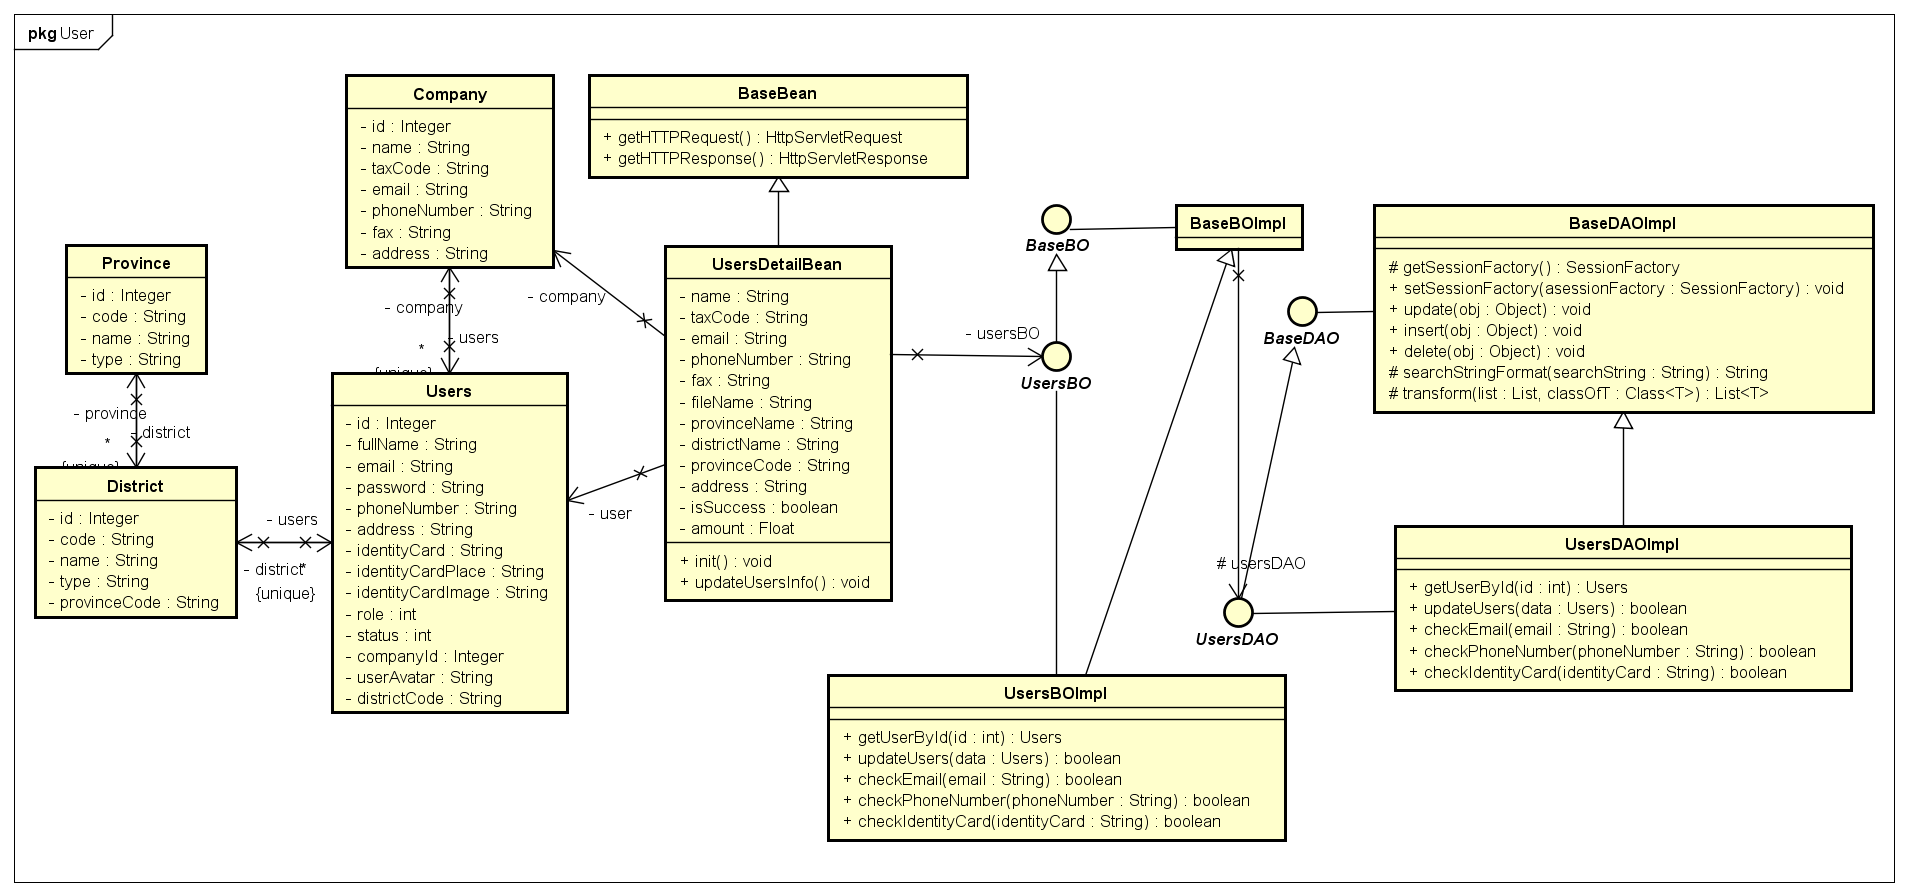 pkg User
Company
- id : Integer
- name : String
- taxCode : String
- email : String
- phoneNumber : String
- fax : String
- address : String
BaseBean
+ getHTTPRequest() : HttpServletRequest
+ getHTTPResponse() : HttpServletResponse
Province
- id : Integer
- code : String
- name : String
- type : String
- province
- district
*
{unique}
District
- id : Integer
- code : String
- name : String
- type : String
- provinceCode : String
- users
- district
*
{unique}
- company
- users
*
{unique}
Users
- id : Integer
- fullName : String
- email : String
- password : String
- phoneNumber : String
- address : String
- identityCard : String
- identityCardPlace : String
- identityCardImage : String
- role : int
- status : int
- companyId : Integer
- userAvatar : String
- districtCode : String
- company
- user
UsersDetailBean
- name : String
- taxCode : String
- email : String
- phoneNumber : String
- fax : String
- fileName : String
- provinceName : String
- districtName : String
- provinceCode : String
- address : String
- isSuccess : boolean
- amount : Float
+ init() : void
+ updateUsersInfo() : void
- usersBO
BaseBO
UsersBO
BaseBOImpl
BaseDAO
# usersDAO
UsersDAO
BaseDAOImpl
# getSessionFactory() : SessionFactory
+ setSessionFactory(asessionFactory : SessionFactory) : void
+ update(obj : Object) : void
+ insert(obj : Object) : void
+ delete(obj : Object) : void
# searchStringFormat(searchString : String) : String
# transform(list : List, classOfT : Class<T>) : List<T>
UsersDAOImpl
+ getUserById(id : int) : Users
+ updateUsers(data : Users) : boolean
+ checkEmail(email : String) : boolean
+ checkPhoneNumber(phoneNumber : String) : boolean
+ checkIdentityCard(identityCard : String) : boolean
UsersBOImpl
+ getUserById(id : int) : Users
+ updateUsers(data : Users) : boolean
+ checkEmail(email : String) : boolean
+ checkPhoneNumber(phoneNumber : String) : boolean
+ checkIdentityCard(identityCard : String) : boolean